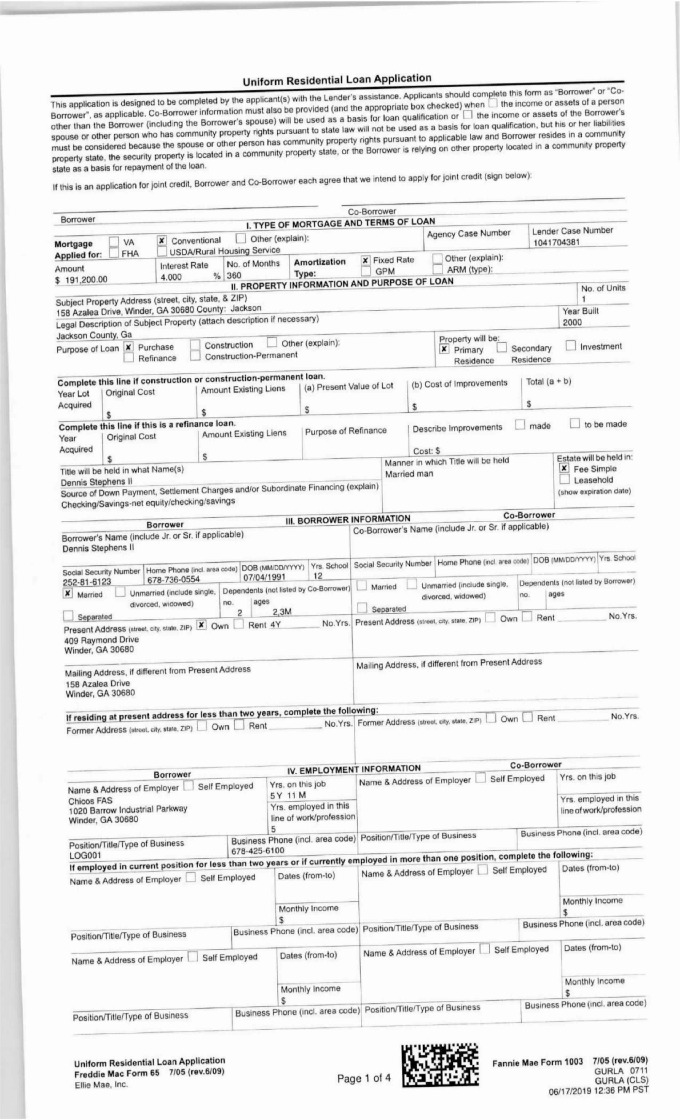 Uniform Residential Loan Application
This application is designed to be completed by the applicant(s) with the Lender's assistance. Applicants should complete this form as "Borrower" or "Co-
Borrower", as applicable. Co-Borrower information must also be provided (and the appropriate box checked) when the income or assets of a person
other than the Borrower (including the Borrower's spouse) will be used as a basis for loan qualification or the income or assets of the Borrower's
spouse or other person who has community property rights pursuant to state law will not be used as a basis for loan qualification, but his or her liabilities
must be considered because the spouse or other person has community property rights pursuant to applicable law and Borrower resides in a community
property state, the security property is located in a community property state, or the Borrower is relying on other property located in a community property
state as a basis for repayment of the loan.
If this is an application for joint credit, Borrower and Co-Borrower each agree that we intend to apply for joint credit (sign below):
Borrower Co-Borrower
I. TYPE OF MORTGAGE AND TERMS OF LOAN
Mortgage VA X Conventional Other (explain): Agency Case Number Lender Case Number
Applied for: FHA USDA/Rural Housing Service 1041704381
Amount Interest Rate No. of Months Amortization X Fixed Rate Other (explain):
$ 191,200.00 4.000 % 360 Type: GPM ARM (type):
II. PROPERTY INFORMATION AND PURPOSE OF LOAN
Subject Property Address (street, city, state, & ZIP) No. of Units
158 Azalea Drive, Winder, GA 30680 County: Jackson 1
Legal Description of Subject Property (attach description if necessary) Year Built
Jackson County, Ga 2000
Purpose of Loan X Purchase Construction Other (explain): Property will be:
Refinance Construction-Permanent X Primary Residence Secondary Residence Investment
Complete this line if construction or construction-permanent loan.
Year Lot Acquired Original Cost Amount Existing Liens (a) Present Value of Lot (b) Cost of Improvements Total (a + b)
$ $ $ $ $
Complete this line if this is a refinance loan.
Year Acquired Original Cost Amount Existing Liens Purpose of Refinance Describe Improvements made to be made
$ $ Cost: $
Title will be held in what Name(s) Manner in which Title will be held Estate will be held in:
Dennis Stephens II Married man X Fee Simple
Source of Down Payment, Settlement Charges and/or Subordinate Financing (explain) Leasehold
Checking/Savings-net equity/checking/savings (show expiration date)
Borrower III. BORROWER INFORMATION Co-Borrower
Borrower's Name (include Jr. or Sr. if applicable) Co-Borrower's Name (include Jr. or Sr. if applicable)
Dennis Stephens II
Social Security Number Home Phone (incl. area code) DOB (MM/DD/YYYY) Yrs. School Social Security Number Home Phone (incl. area code) DOB (MM/DD/YYYY) Yrs. School
252-81-6123 678-736-0554 07/04/1991 12
X Married Unmarried (include single, divorced, widowed) Dependents (not listed by Co-Borrower) Married Unmarried (include single, divorced, widowed) Dependents (not listed by Borrower)
Separated no. 2 ages 2,3M Separated no. ages
Present Address (street, city, state, ZIP) X Own Rent 4Y No.Yrs. Present Address (street, city, state, ZIP) Own Rent No.Yrs.
409 Raymond Drive
Winder, GA 30680
Mailing Address, if different from Present Address Mailing Address, if different from Present Address
158 Azalea Drive
Winder, GA 30680
If residing at present address for less than two years, complete the following:
Former Address (street, city, state, ZIP) Own Rent No.Yrs. Former Address (street, city, state, ZIP) Own Rent No.Yrs.
Borrower IV. EMPLOYMENT INFORMATION Co-Borrower
Name & Address of Employer Self Employed Yrs. on this job Name & Address of Employer Self Employed Yrs. on this job
Chicos FAS 5 Y 11 M
1020 Barrow Industrial Parkway Yrs. employed in this line of work/profession Yrs. employed in this line of work/profession
Winder, GA 30680 5
Position/Title/Type of Business Business Phone (incl. area code) Position/Title/Type of Business Business Phone (incl. area code)
LOG001 678-425-6100
If employed in current position for less than two years or if currently employed in more than one position, complete the following:
Name & Address of Employer Self Employed Dates (from-to) Name & Address of Employer Self Employed Dates (from-to)
Monthly Income Monthly Income
$ $
Position/Title/Type of Business Business Phone (incl. area code) Position/Title/Type of Business Business Phone (incl. area code)
Name & Address of Employer Self Employed Dates (from-to) Name & Address of Employer Self Employed Dates (from-to)
Monthly Income Monthly Income
$ $
Position/Title/Type of Business Business Phone (incl. area code) Position/Title/Type of Business Business Phone (incl. area code)
Uniform Residential Loan Application Fannie Mae Form 1003 7/05 (rev.6/09)
Freddie Mac Form 65 7/05 (rev.6/09) GURLA 0711
Ellie Mae, Inc. Page 1 of 4 GURLA (CLS)
06/17/2019 12:36 PM PST